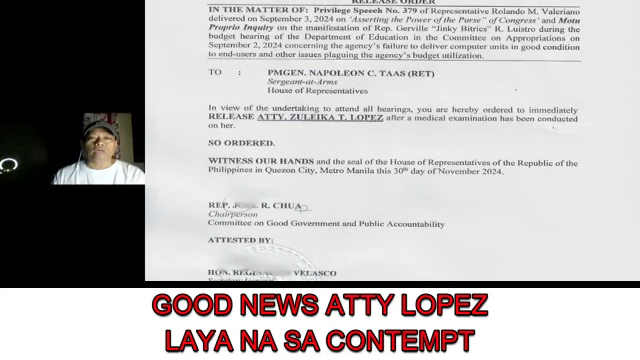 RELEASE ORDER
IN THE MATTER OF: Privilege Speech No. 379 of Representative Rolando M. Valeriano
delivered on September 3, 2024 on "Asserting the Power of the Purse" of Congress' and Motu
Proprio Inquiry on the manifestation of Rep. Gerville "Jinky Bitrics" R. Luistro during the
budget hearing of the Department of Education in the Committee on Appropriations on
September 2, 2024 concerning the agency's failure to deliver computer units in good condition
to end-users and other issues plaguing the agency's budget utilization.
TO : PMGEN. NAPOLEON C. TAAS (RET)
Sergeant-at-Arms
House of Representatives
In view of the undertaking to attend all hearings, you are hereby ordered to immediately
RELEASE ATTY. ZULEIKA T. LOPEZ after a medical examination has been conducted
on her.
SO ORDERED.
WITNESS OUR HANDS and the seal of the House of Representatives of the Republic of the
Philippines in Quezon City, Metro Manila this 30th day of November 2024.
REP. R. CHUA
Chairperson
Committee on Good Government and Public Accountability
ATTESTED BY:
HON. VELASCO
GOOD NEWS ATTY LOPEZ
LAYA NA SA CONTEMPT